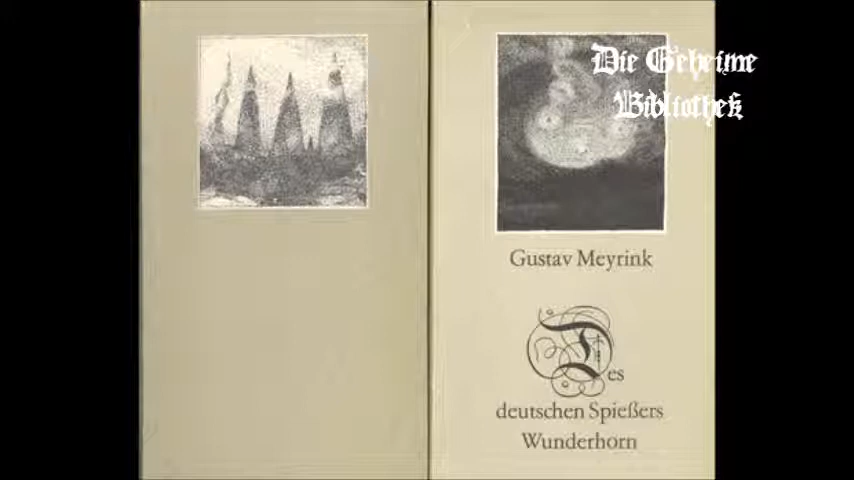 Die Geheime
Bibliothek
Gustav Meyrink
Des
deutschen Spießers
Wunderhorn